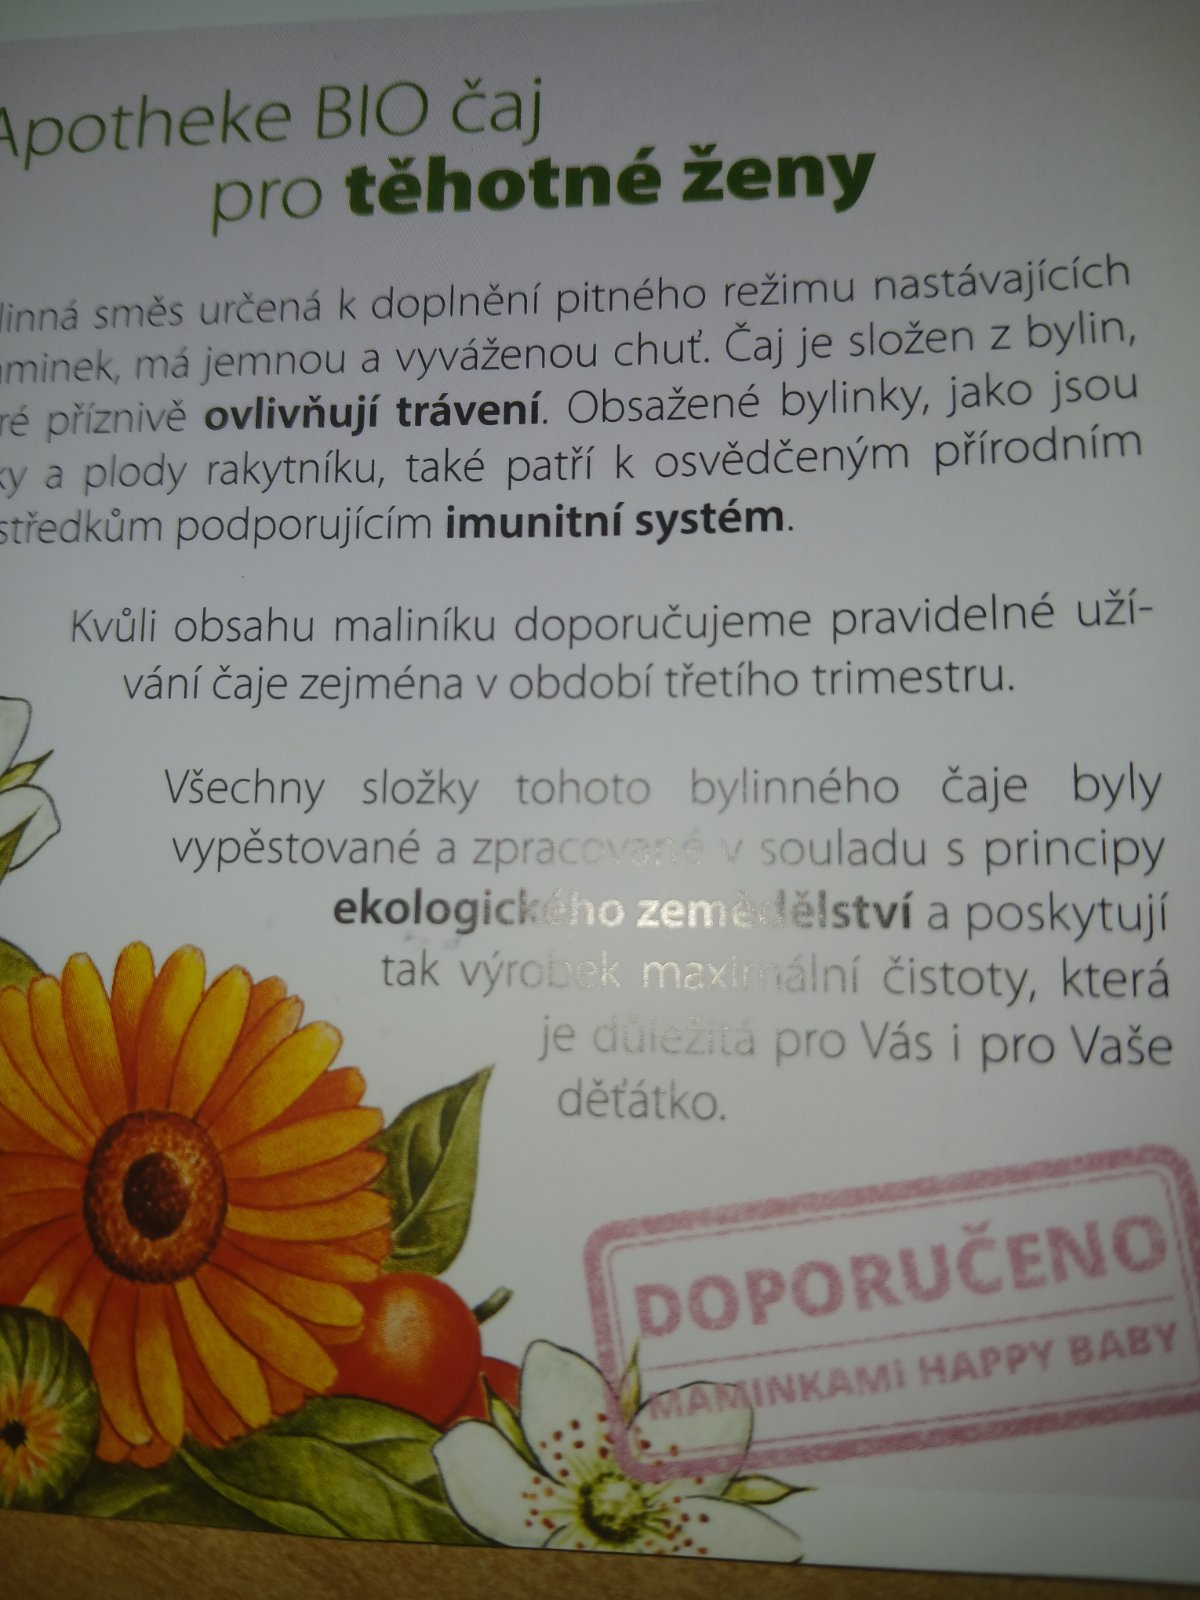 Apotheke BIO čaj
pro těhotné ženy
směs určená k doplnění pitného režimu nastávajících
má jemnou a vyváženou chuť. Čaj je složen z bylin,
příznivě ovlivňují trávení. Obsažené bylinky, jako jsou
a plody rakytníku, také patří k osvědčeným přírodním
podporujícím imunitní systém.
Kvůli obsahu maliníku doporučujeme pravidelné uží-
vání čaje zejména v období třetího trimestru.
Všechny složky tohoto bylinného čaje byly
vypěstované a zpracované v souladu s principy
ekologického zemědělství a poskytují
tak výrobek maximální čistoty, která
je důležitá pro Vás i pro Vaše
děťátko.
DOPORUČENO
MAMINKAMI HAPPY BABY